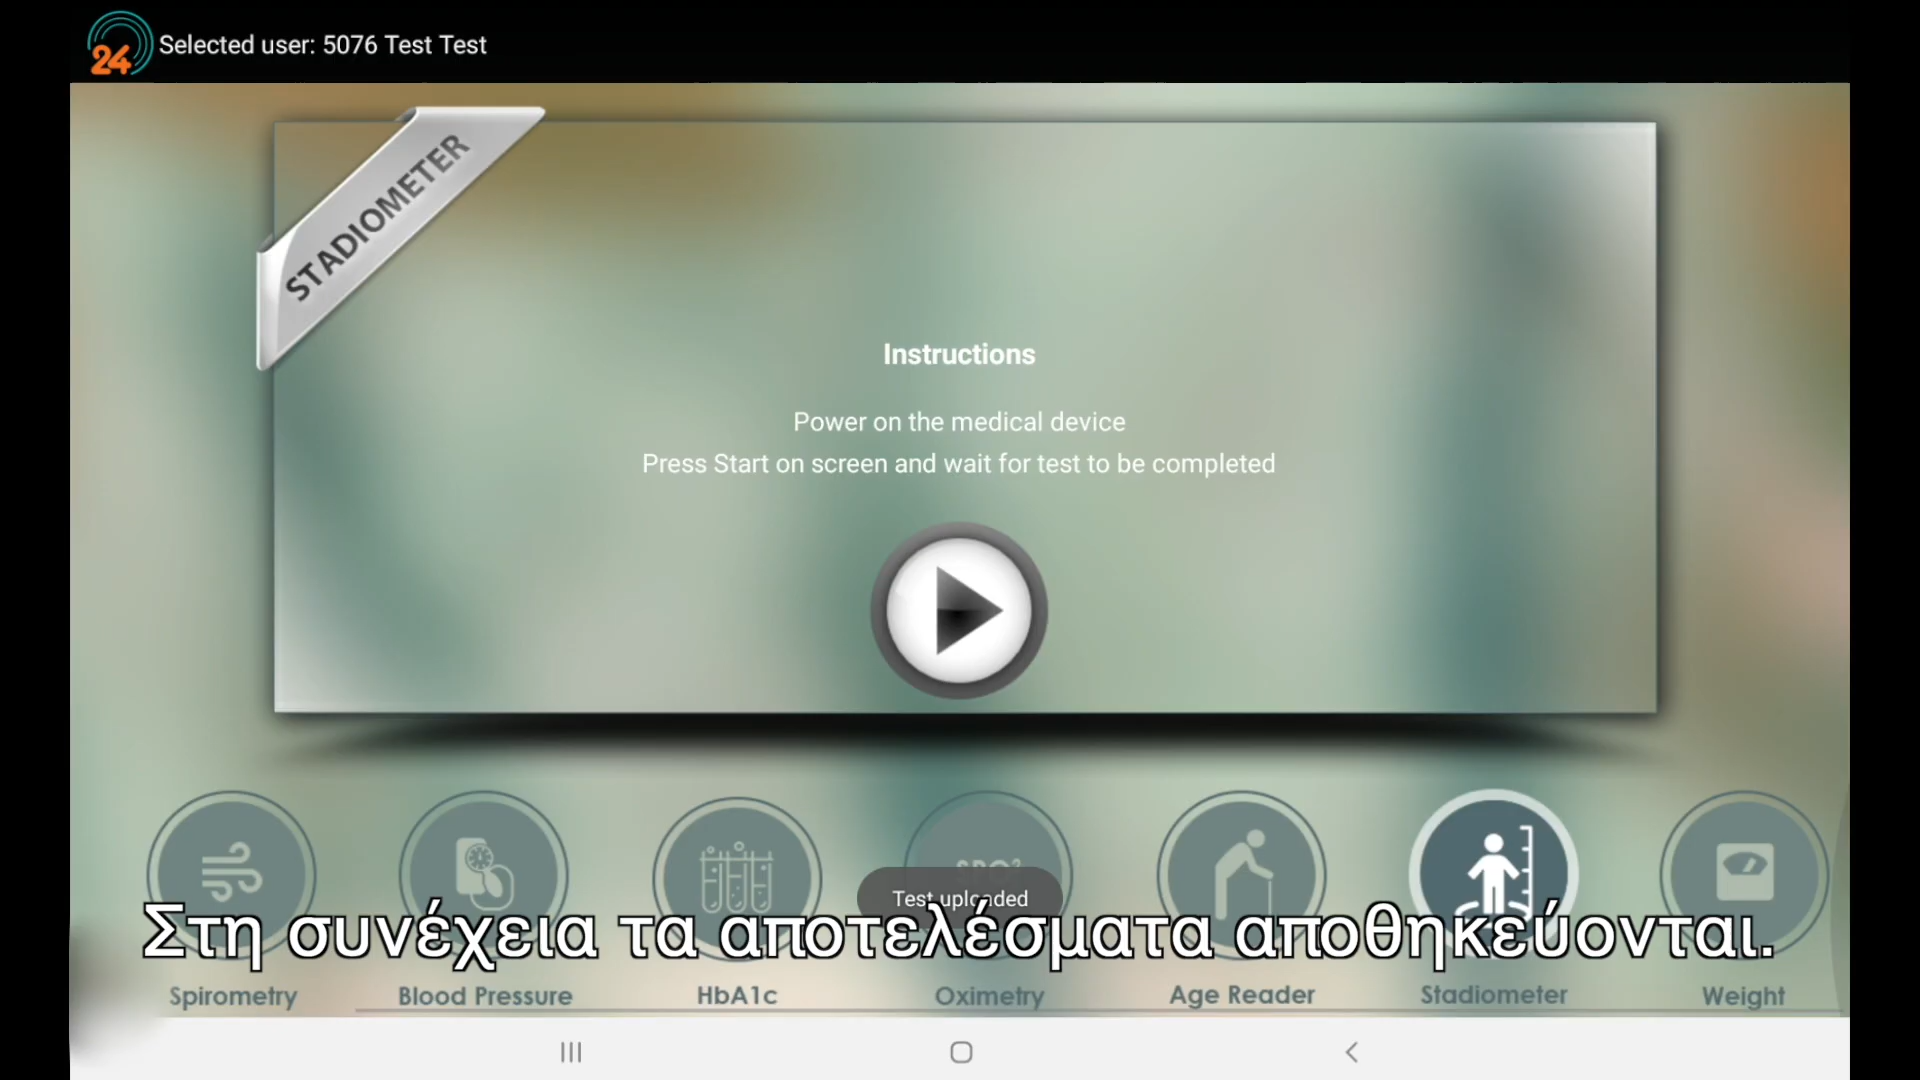 24 Selected user: 5076 Test Test
STADIOMETER
Instructions
Power on the medical device
Press Start on screen and wait for test to be completed
SPO²
Test uploaded
Στη συνέχεια τα αποτελέσματα αποθηκεύονται.
Spirometry Blood Pressure HbA1c Oximetry Age Reader Stadiometer Weight